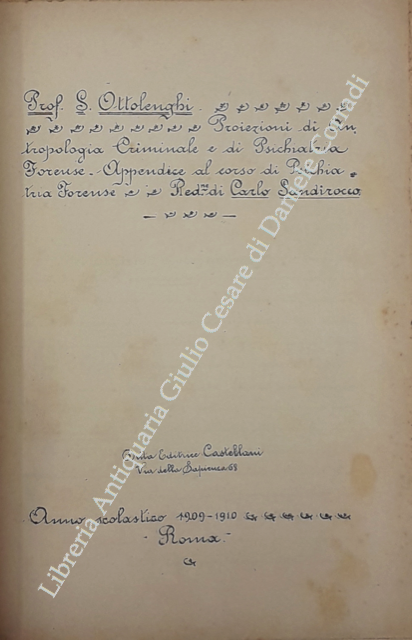 Prof. S. Ottolenghi.
Proiezioni di An
tropologia Criminale e di Psichiatria
Forense - Appendice al corso di Psichia =
tria Forense Red.ne di Carlo Sandirocco
Ditta Editrice Castellani
Via della Sapienza 68
Anno scolastico 1909-1910
- Roma. -
Libreria Antiquaria Giulio Cesare di Daniele Corradi